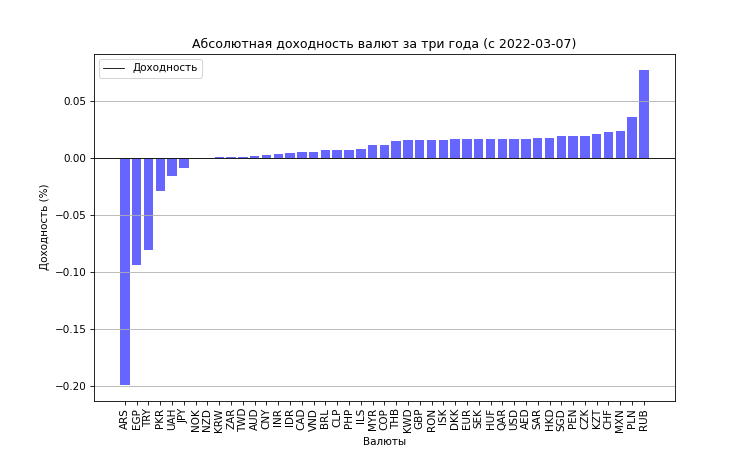 Абсолютная доходность валют за три года (с 2022-03-07)
Доходность
0.05
0.00
−0.05
−0.10
−0.15
−0.20
Доходность (%)
ARS
EGP
TRY
PKR
UAH
JPY
NOK
NZD
KRW
ZAR
TWD
AUD
CNY
INR
IDR
CAD
VND
BRL
CLP
PHP
ILS
MYR
COP
THB
KWD
GBP
RON
ISK
DKK
EUR
SEK
HUF
QAR
USD
AED
SAR
HKD
SGD
PEN
CZK
KZT
CHF
MXN
PLN
RUB
Валюты